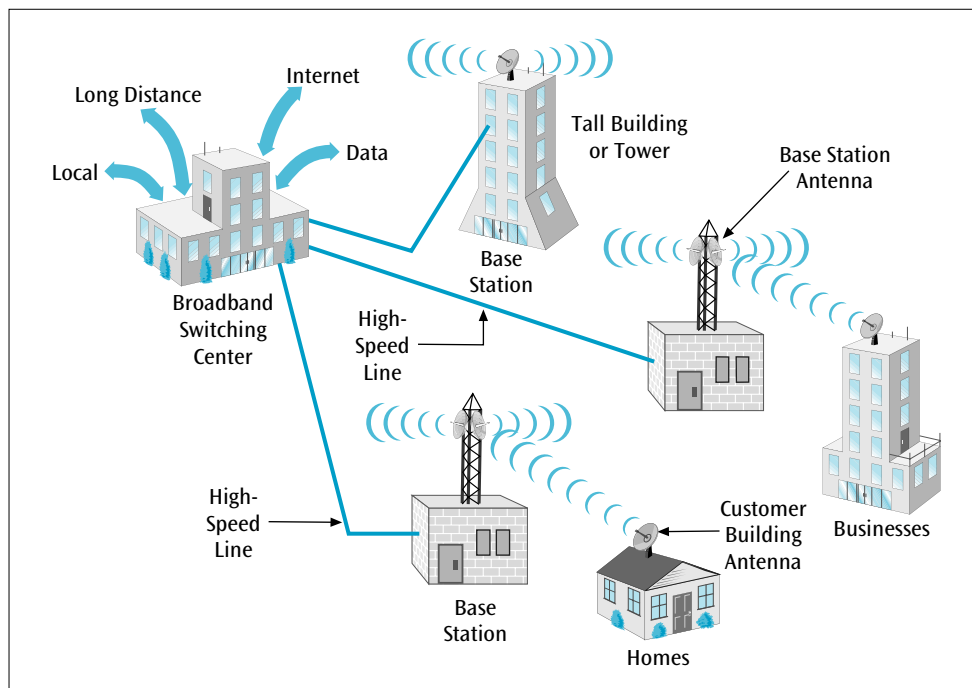 Internet
Long Distance
Data
Local
Tall Building
or Tower
Base Station
Antenna
Base
Station
Broadband
Switching
Center
High-
Speed
Line
High-
Speed
Line
Customer
Building
Antenna
Businesses
Base
Station
Homes